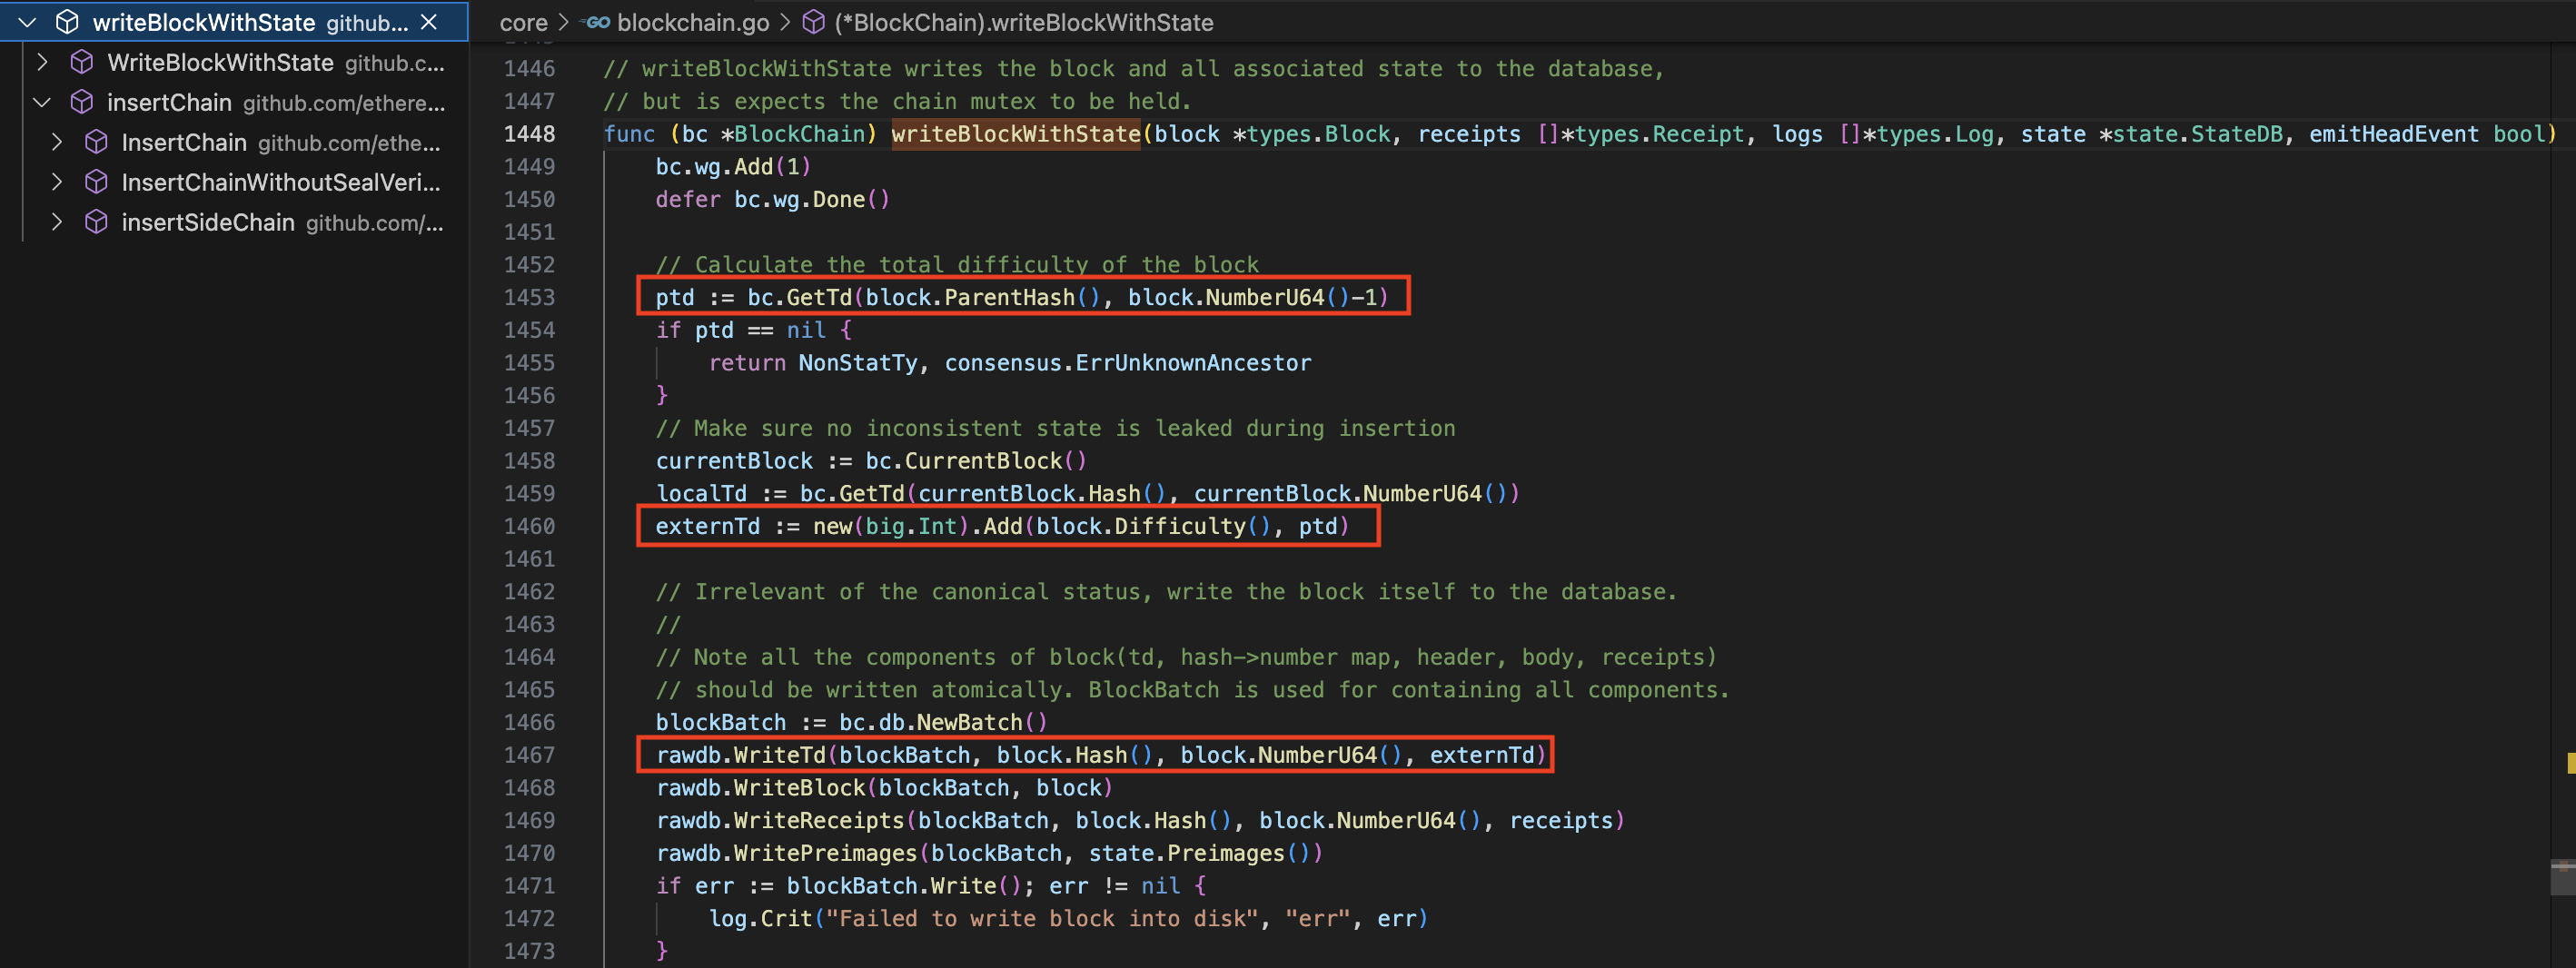 writeBlockWithState github...
WriteBlockWithState github.c...
insertChain github.com/ethere...
InsertChain github.com/ethe...
InsertChainWithoutSealVeri...
insertSideChain github.com/...
core > GO blockchain.go > (*BlockChain).writeBlockWithState
1446 // writeBlockWithState writes the block and all associated state to the database,
1447 // but is expects the chain mutex to be held.
1448 func (bc *BlockChain) writeBlockWithState(block *types.Block, receipts []*types.Receipt, logs []*types.Log, state *state.StateDB, emitHeadEvent bool)
1449 bc.wg.Add(1)
1450 defer bc.wg.Done()
1451
1452 // Calculate the total difficulty of the block
1453 ptd := bc.GetTd(block.ParentHash(), block.NumberU64()-1)
1454 if ptd == nil {
1455 return NonStatTy, consensus.ErrUnknownAncestor
1456 }
1457 // Make sure no inconsistent state is leaked during insertion
1458 currentBlock := bc.CurrentBlock()
1459 localTd := bc.GetTd(currentBlock.Hash(), currentBlock.NumberU64())
1460 externTd := new(big.Int).Add(block.Difficulty(), ptd)
1461
1462 // Irrelevant of the canonical status, write the block itself to the database.
1463 //
1464 // Note all the components of block(td, hash->number map, header, body, receipts)
1465 // should be written atomically. BlockBatch is used for containing all components.
1466 blockBatch := bc.db.NewBatch()
1467 rawdb.WriteTd(blockBatch, block.Hash(), block.NumberU64(), externTd)
1468 rawdb.WriteBlock(blockBatch, block)
1469 rawdb.WriteReceipts(blockBatch, block.Hash(), block.NumberU64(), receipts)
1470 rawdb.WritePreimages(blockBatch, state.Preimages())
1471 if err := blockBatch.Write(); err != nil {
1472 log.Crit("Failed to write block into disk", "err", err)
1473 }